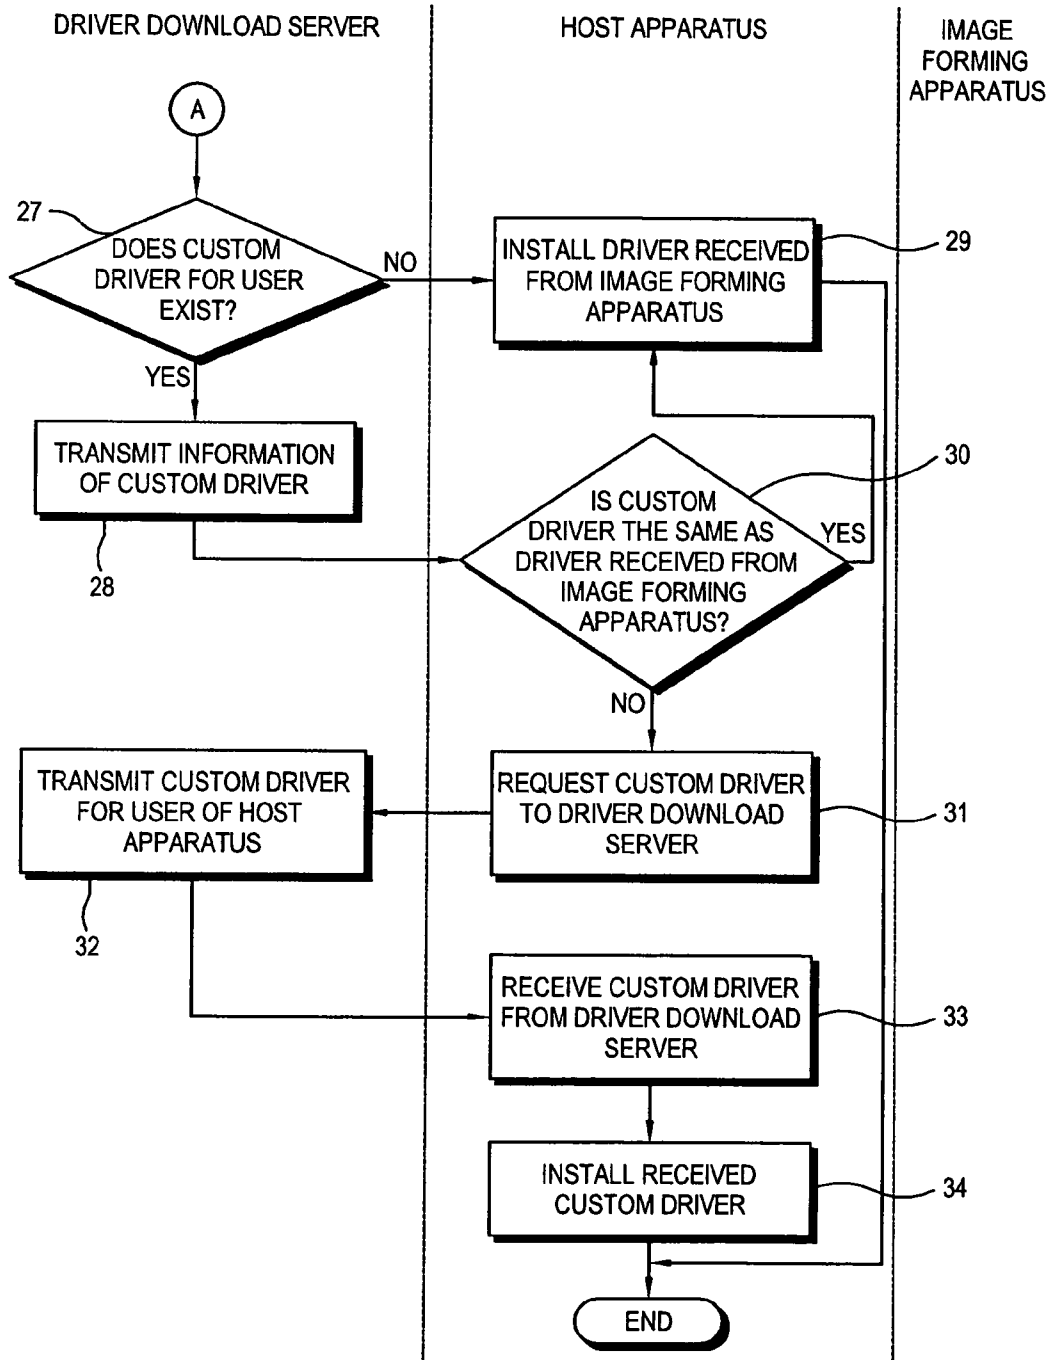 DRIVER DOWNLOAD SERVER
HOST APPARATUS
IMAGE
FORMING
APPARATUS
A
27
DOES CUSTOM
DRIVER FOR USER
EXIST?
NO
YES
INSTALL DRIVER RECEIVED
FROM IMAGE FORMING
APPARATUS
29
TRANSMIT INFORMATION
OF CUSTOM DRIVER
28
IS CUSTOM
DRIVER THE SAME AS
DRIVER RECEIVED FROM
IMAGE FORMING
APPARATUS?
30
YES
NO
REQUEST CUSTOM DRIVER
TO DRIVER DOWNLOAD
SERVER
31
TRANSMIT CUSTOM DRIVER
FOR USER OF HOST
APPARATUS
32
RECEIVE CUSTOM DRIVER
FROM DRIVER DOWNLOAD
SERVER
33
INSTALL RECEIVED
CUSTOM DRIVER
34
END